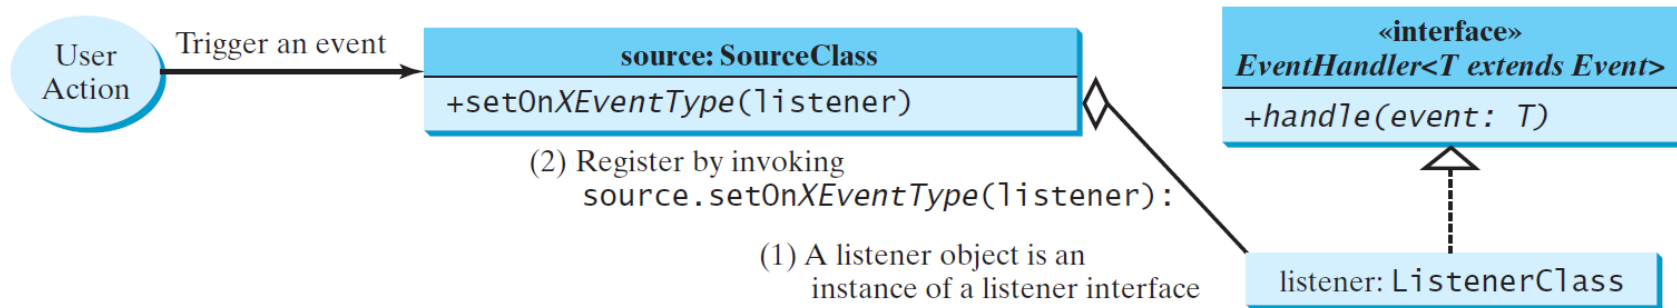 User
Action
Trigger an event
source: SourceClass
+setOnXEventType(listener)
(2) Register by invoking
source.setOnXEventType(listener):
(1) A listener object is an
instance of a listener interface
«interface»
EventHandler<T extends Event>
+handle(event: T)
listener: ListenerClass